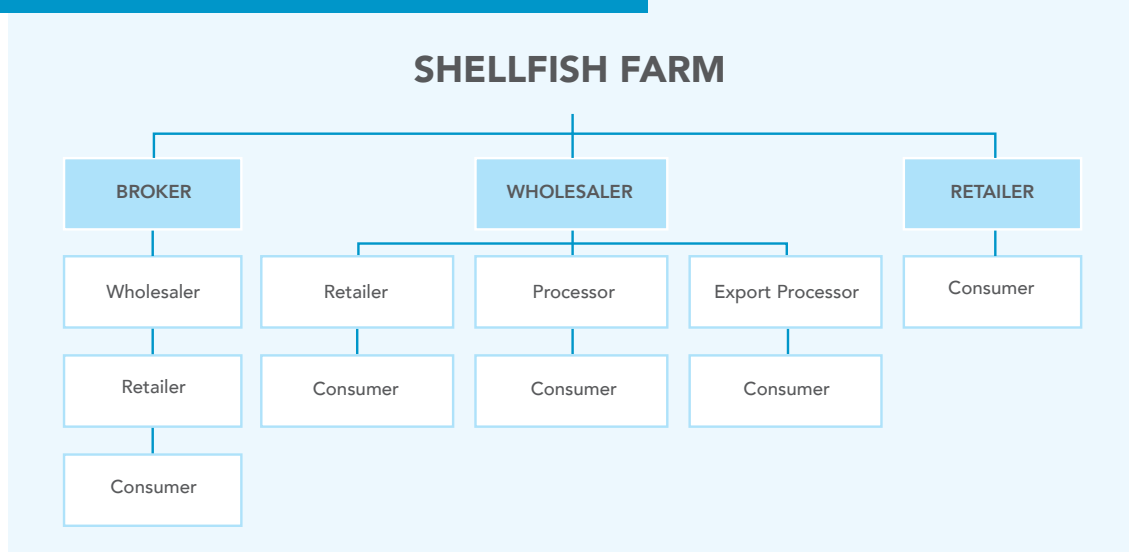 SHELLFISH FARM
BROKER
WHOLESALER
RETAILER
Wholesaler
Retailer
Processor
Export Processor
Consumer
Retailer
Consumer
Consumer
Consumer
Consumer